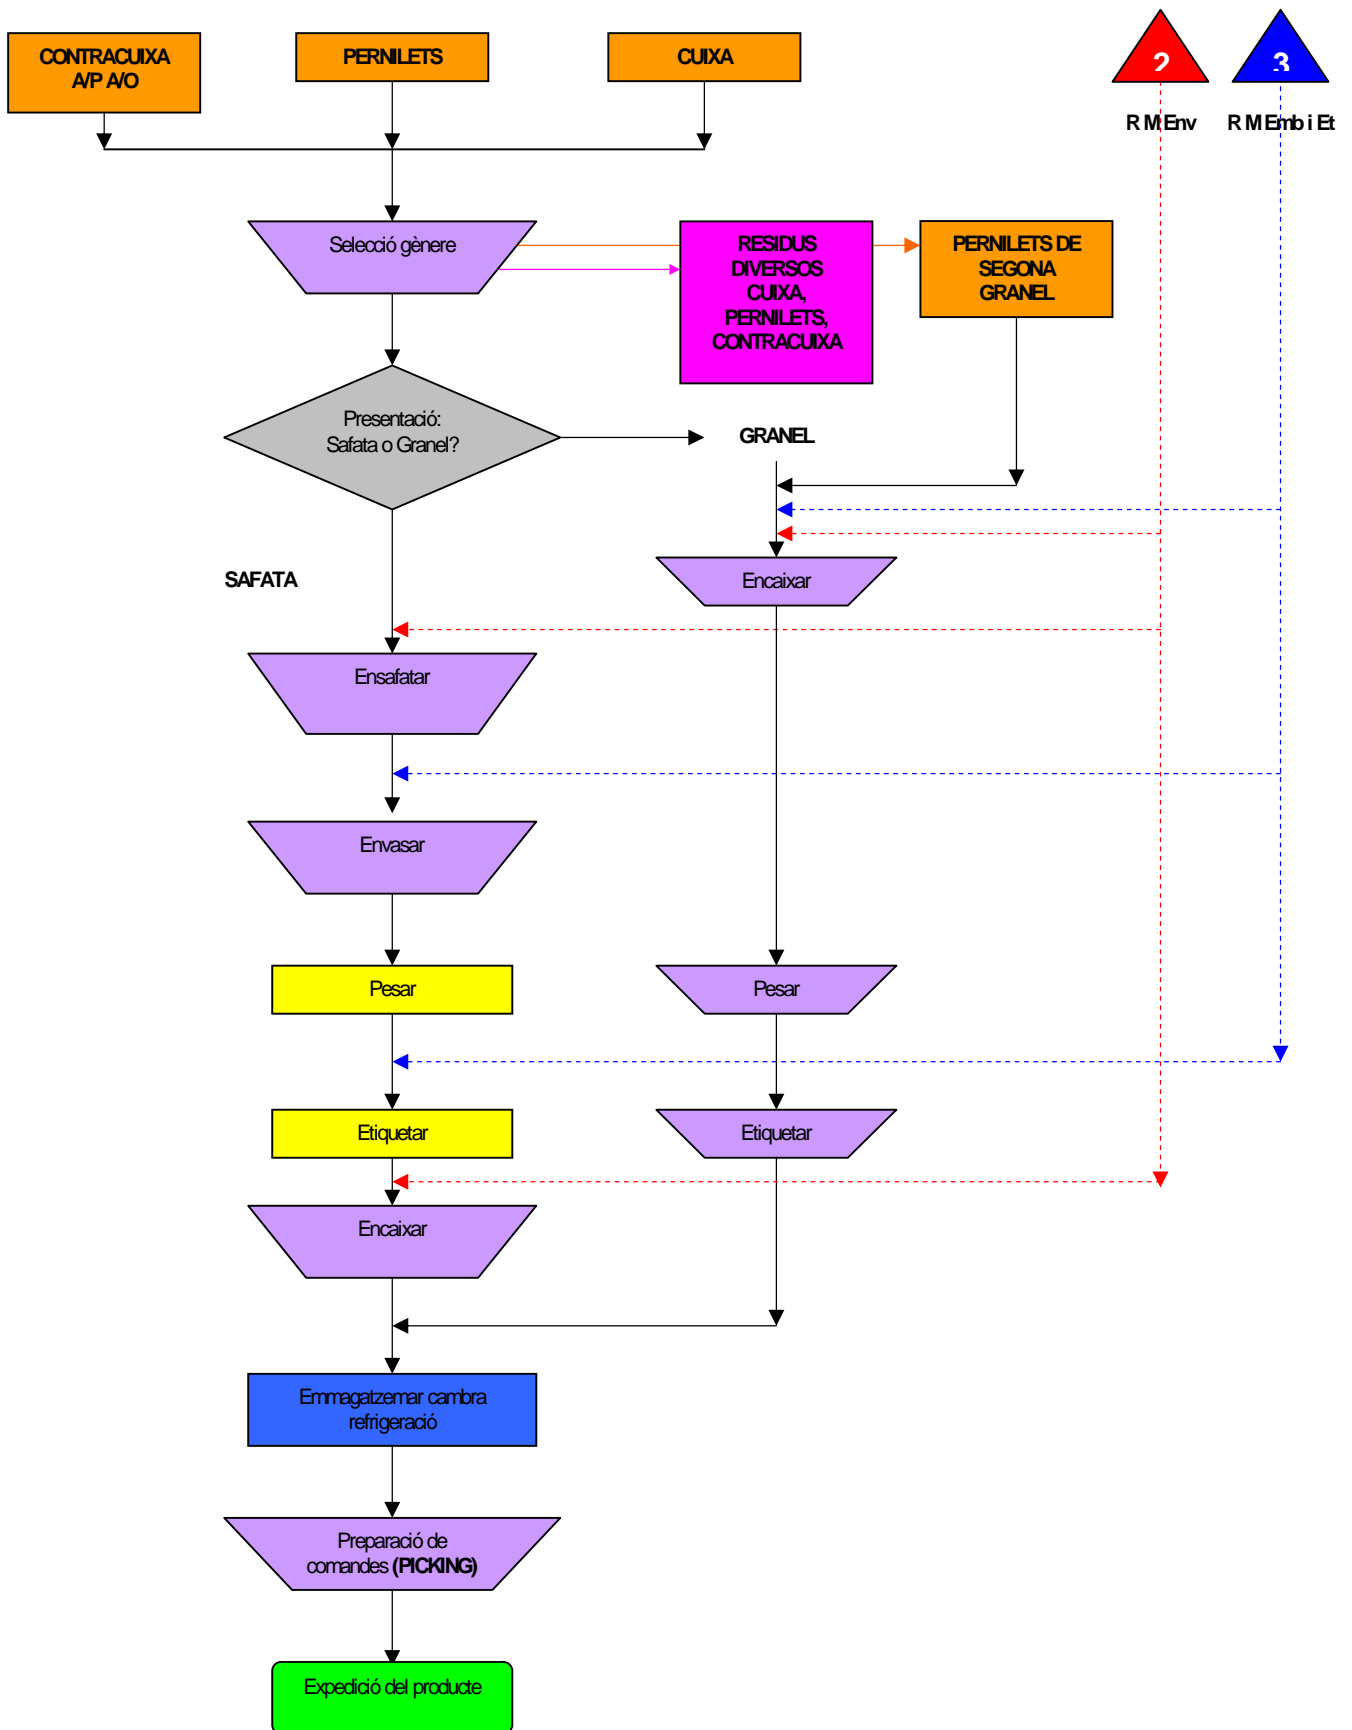 CONTRACUIXA
A/P A/O
PERNILETS
CUIXA
2
3
R M Env
R M Emb i Et
Selecció gènere
RESIDUS
DIVERSOS
CUIXA,
PERNILETS,
CONTRACUIXA
PERNILETS DE
SEGONA
GRANEL
Presentació:
Safata o Granel?
GRANEL
SAFATA
Encaixar
Ensafatar
Envasar
Pesar
Pesar
Etiquetar
Etiquetar
Encaixar
Emmagatzemar cambra
refrigeració
Preparació de
comandes (PICKING)
Expedició del producte